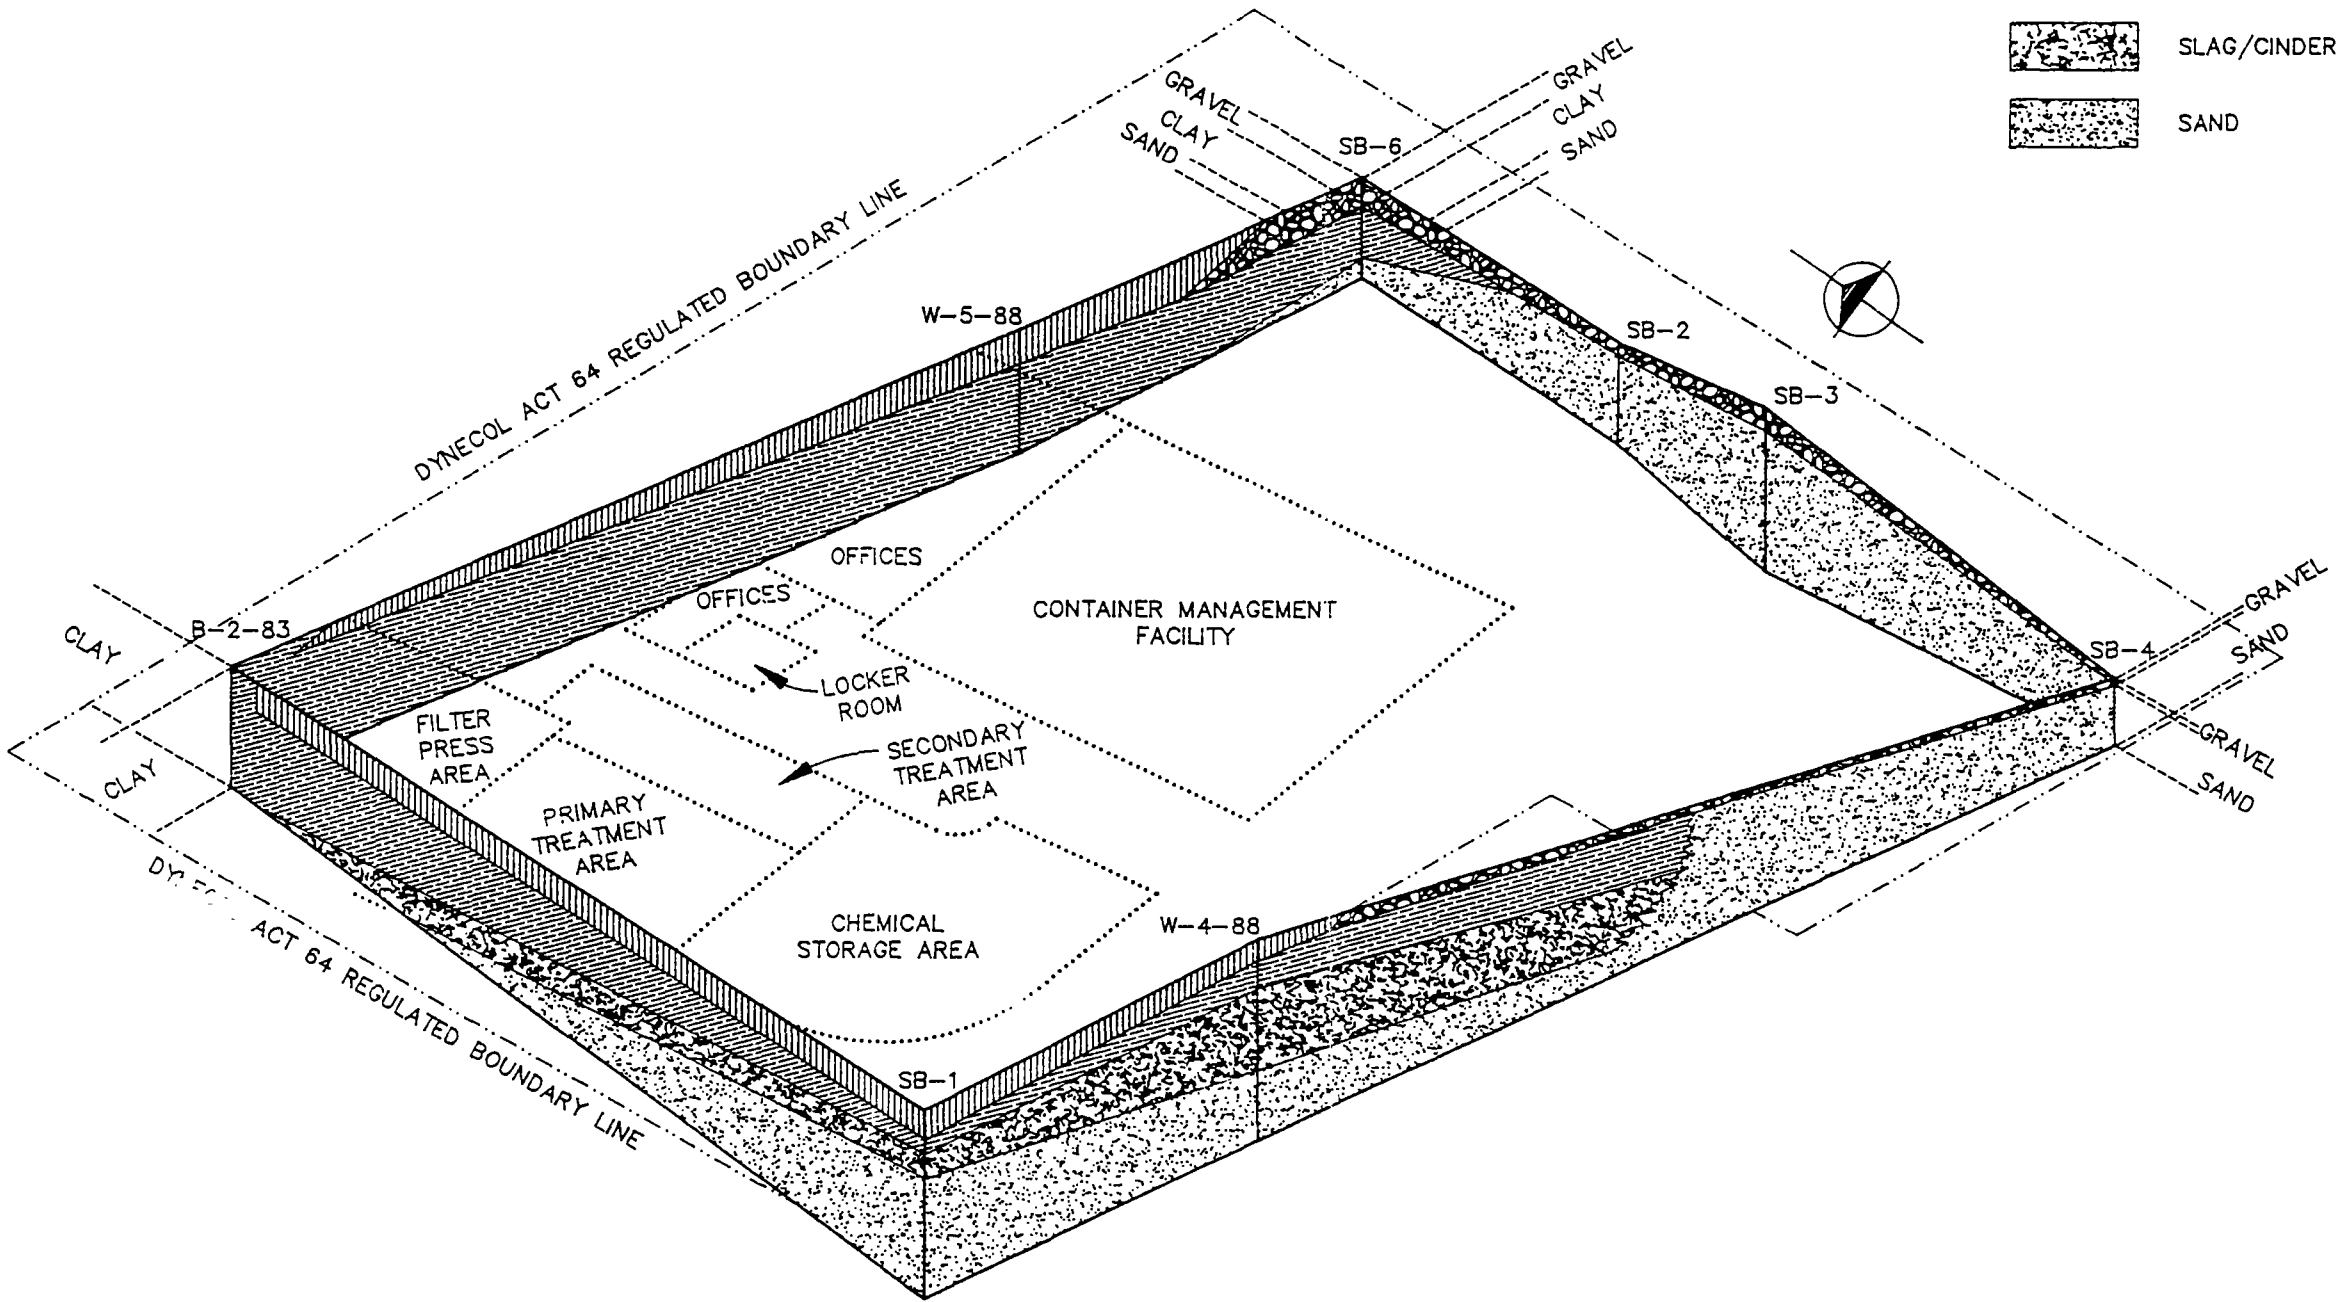 SLAG/CINDER
SAND
GRAVEL
CLAY
SAND
GRAVEL
CLAY
SAND
SB-6
DYNECOL ACT 64 REGULATED BOUNDARY LINE
W-5-88
SB-2
SB-3
OFFICES
OFFICES
CONTAINER MANAGEMENT
FACILITY
B-2-83
CLAY
CLAY
LOCKER
ROOM
FILTER
PRESS
AREA
SECONDARY
TREATMENT
AREA
PRIMARY
TREATMENT
AREA
SB-4
GRAVEL
SAND
GRAVEL
SAND
CHEMICAL
STORAGE AREA
W-4-88
SB-1
ACT 64 REGULATED BOUNDARY LINE